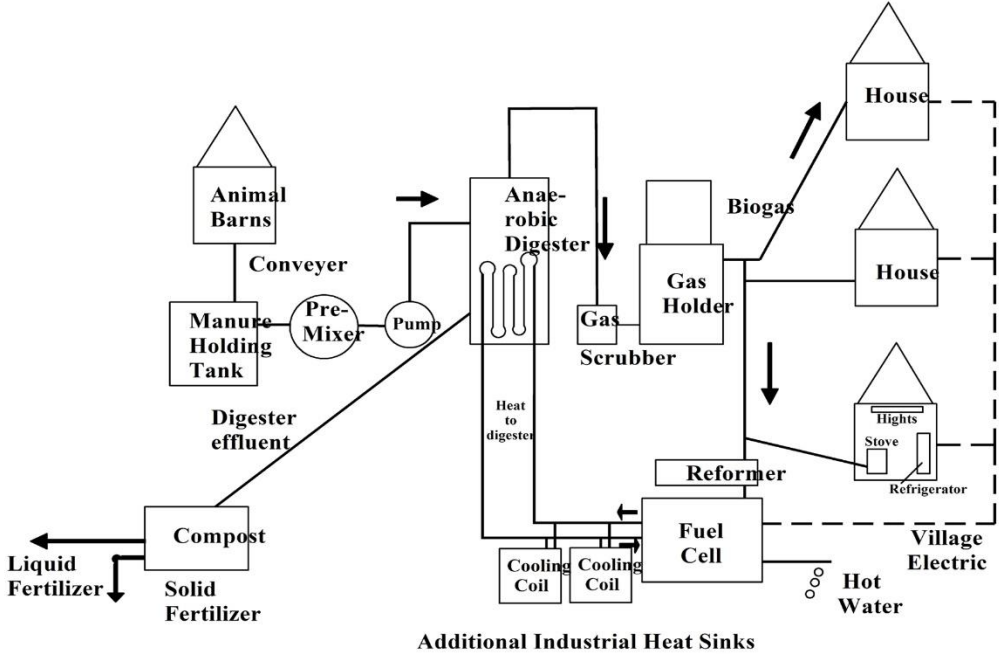 House
Animal
Barns
Anae-
robic
Digester
Biogas
Conveyer
House
Gas
Holder
Manure
Holding
Tank
Pre-
Mixer
Pump
Gas
Scrubber
Digester
effluent
Heat
to
digester
Hights
Stove
Refrigerator
Reformer
Compost
Fuel
Cell
Village
Electric
Liquid
Fertilizer
Solid
Fertilizer
Cooling
Coil
Cooling
Coil
Hot
Water
Additional Industrial Heat Sinks